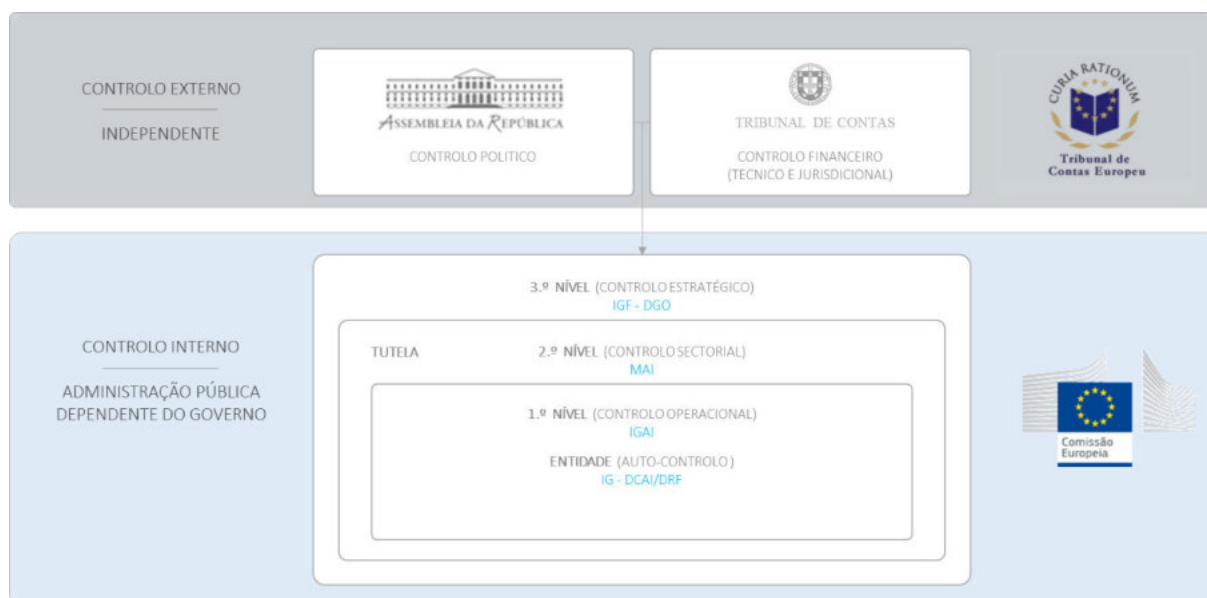 CONTROLO EXTERNO
INDEPENDENTE
ASSEMBLEIA DA REPÚBLICA
CONTROLO POLITICO
TRIBUNAL DE CONTAS
CONTROLO FINANCEIRO
(TECNICO E JURISDICIONAL)
CURIA RATIONUM
Tribunal de
Contas Europeu
CONTROLO INTERNO
ADMINISTRAÇÃO PÚBLICA
DEPENDENTE DO GOVERNO
3.º NÍVEL (CONTROLO ESTRATÉGICO)
IGF - DGO
TUTELA
2.º NÍVEL (CONTROLO SECTORIAL)
MAI
1.º NÍVEL (CONTROLO OPERACIONAL)
IGAI
ENTIDADE (AUTO-CONTROLO)
IG - DCAI/DRF
Comissão
Europeia